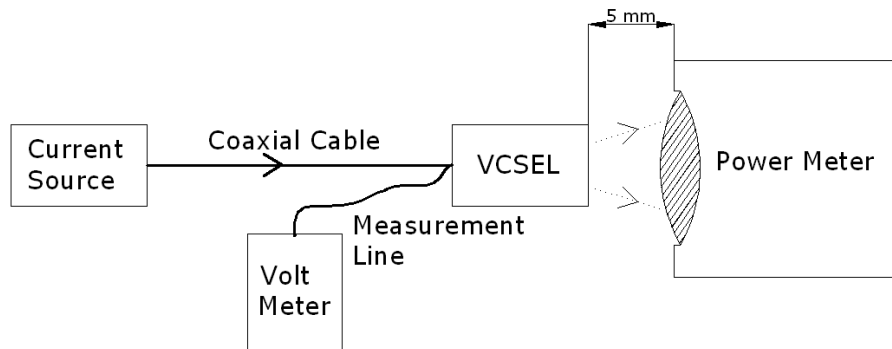 5 mm
Coaxial Cable
Current
Source
VCSEL
Power Meter
Measurement
Line
Volt
Meter